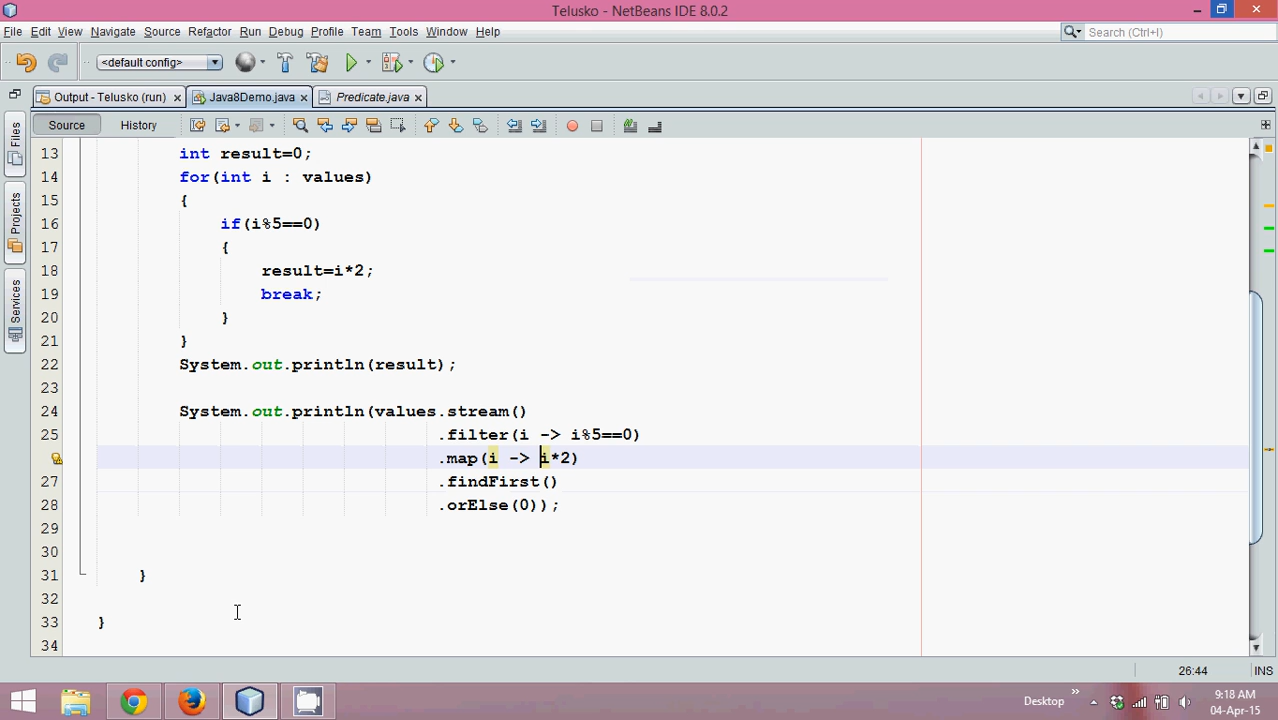 Telusko - NetBeans IDE 8.0.2
File Edit View Navigate Source Refactor Run Debug Profile Team Tools Window Help
Search (Ctrl+I)
<default config>
Output - Telusko (run) Java8Demo.java Predicate.java
Source History
Files
Projects
Services
13 int result=0;
14 for(int i : values)
15 {
16 if(i%5==0)
17 {
18 result=i*2;
19 break;
20 }
21 }
22 System.out.println(result);
23
24 System.out.println(values.stream()
25 .filter(i -> i%5==0)
.map(i -> i*2)
27 .findFirst()
28 .orElse(0));
29
30
31 }
32
33 }
34
26:44 INS
Desktop
9:18 AM
04-Apr-15